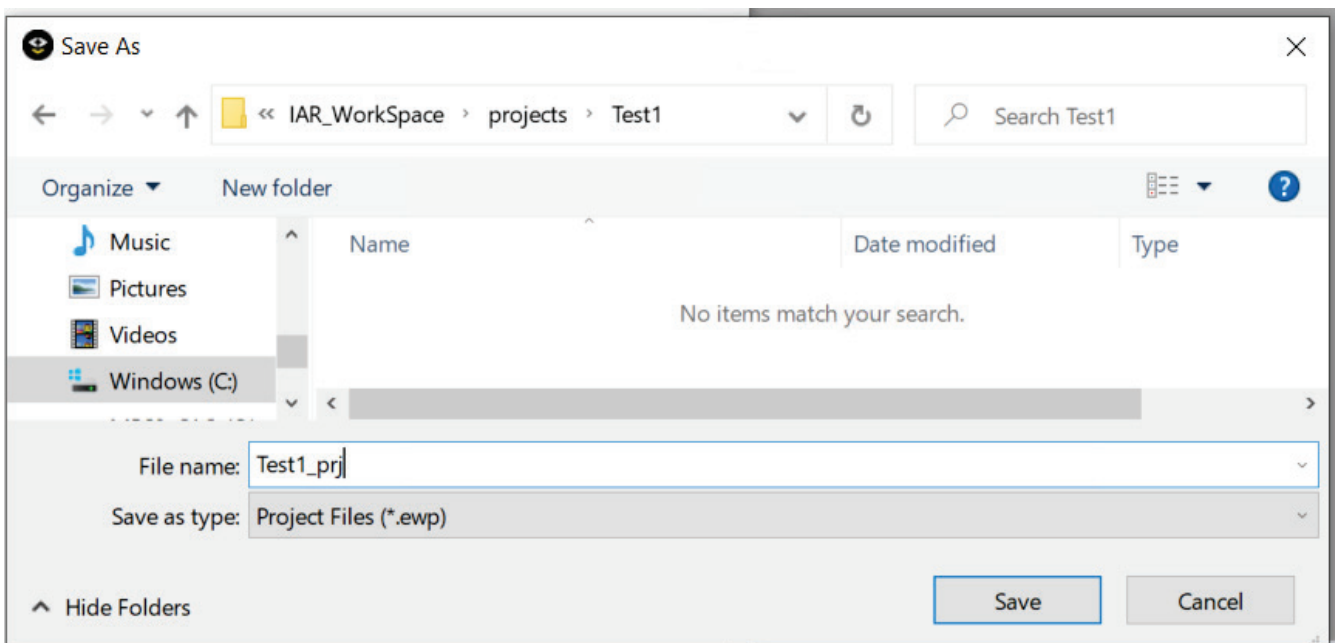 Save As
« IAR_WorkSpace › projects › Test1
Search Test1
Organize
New folder
Music
Pictures
Videos
Windows (C:)
Name
Date modified
Type
No items match your search.
File name: Test1_prj
Save as type: Project Files (*.ewp)
Hide Folders
Save
Cancel